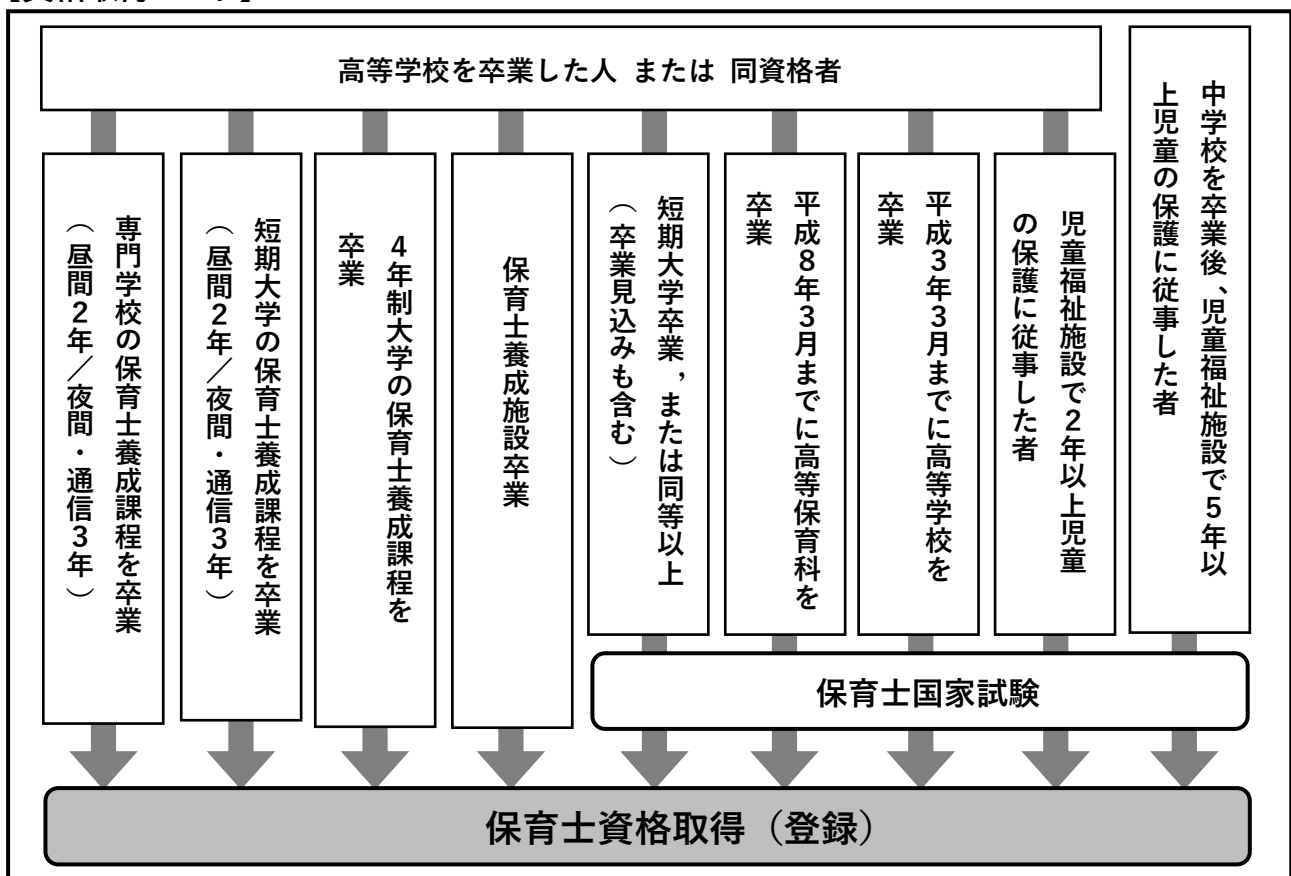 高等学校を卒業した人 または 同資格者
専門学校の保育士養成課程を卒業
（昼間２年／夜間・通信３年）
短期大学の保育士養成課程を卒業
（昼間２年／夜間・通信３年）
４年制大学の保育士養成課程を
卒業
保育士養成施設卒業
短期大学卒業，または同等以上
（卒業見込みも含む）
平成８年３月までに高等保育科を
卒業
平成３年３月までに高等学校を
卒業
児童福祉施設で２年以上児童
の保護に従事した者
中学校を卒業後、児童福祉施設で５年以
上児童の保護に従事した者
保育士国家試験
保育士資格取得（登録）